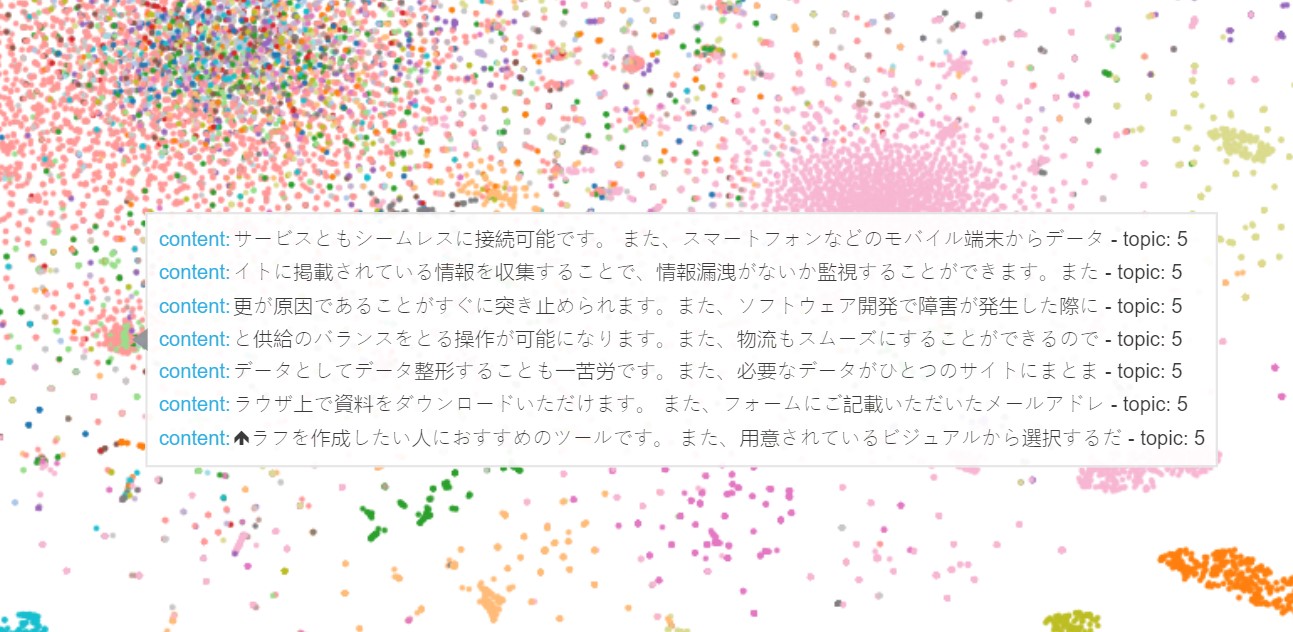 content: サービスともシームレスに接続可能です。 また、スマートフォンなどのモバイル端末からデータ - topic: 5
content: イトに掲載されている情報を収集することで、情報漏洩がないか監視することができます。また - topic: 5
content: 更が原因であることがすぐに突き止められます。また、ソフトウェア開発で障害が発生した際に - topic: 5
content: と供給のバランスをとる操作が可能になります。また、物流もスムーズにすることができるので - topic: 5
content: データとしてデータ整形することも一苦労です。また、必要なデータがひとつのサイトにまとま - topic: 5
content: ラウザ上で資料をダウンロードいただけます。 また、フォームにご記載いただいたメールアドレ - topic: 5
content: ラフを作成したい人におすすめのツールです。 また、用意されているビジュアルから選択するだ - topic: 5